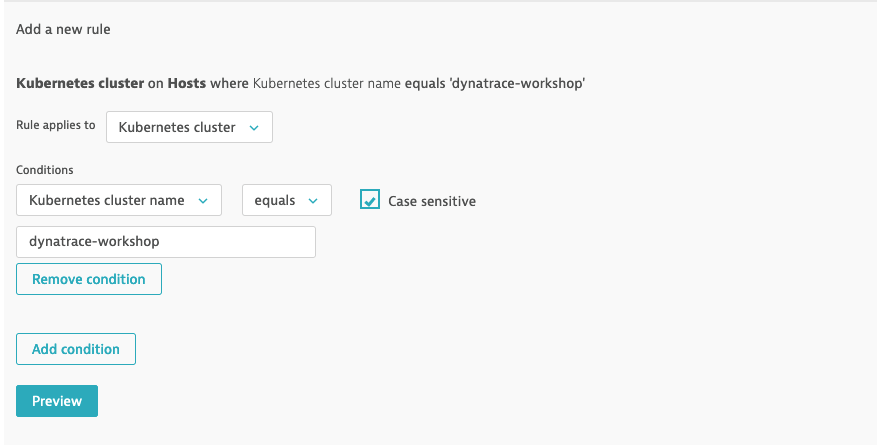 Add a new rule
Kubernetes cluster on Hosts where Kubernetes cluster name equals 'dynatrace-workshop'
Rule applies to Kubernetes cluster
Conditions
Kubernetes cluster name equals Case sensitive
dynatrace-workshop
Remove condition
Add condition
Preview